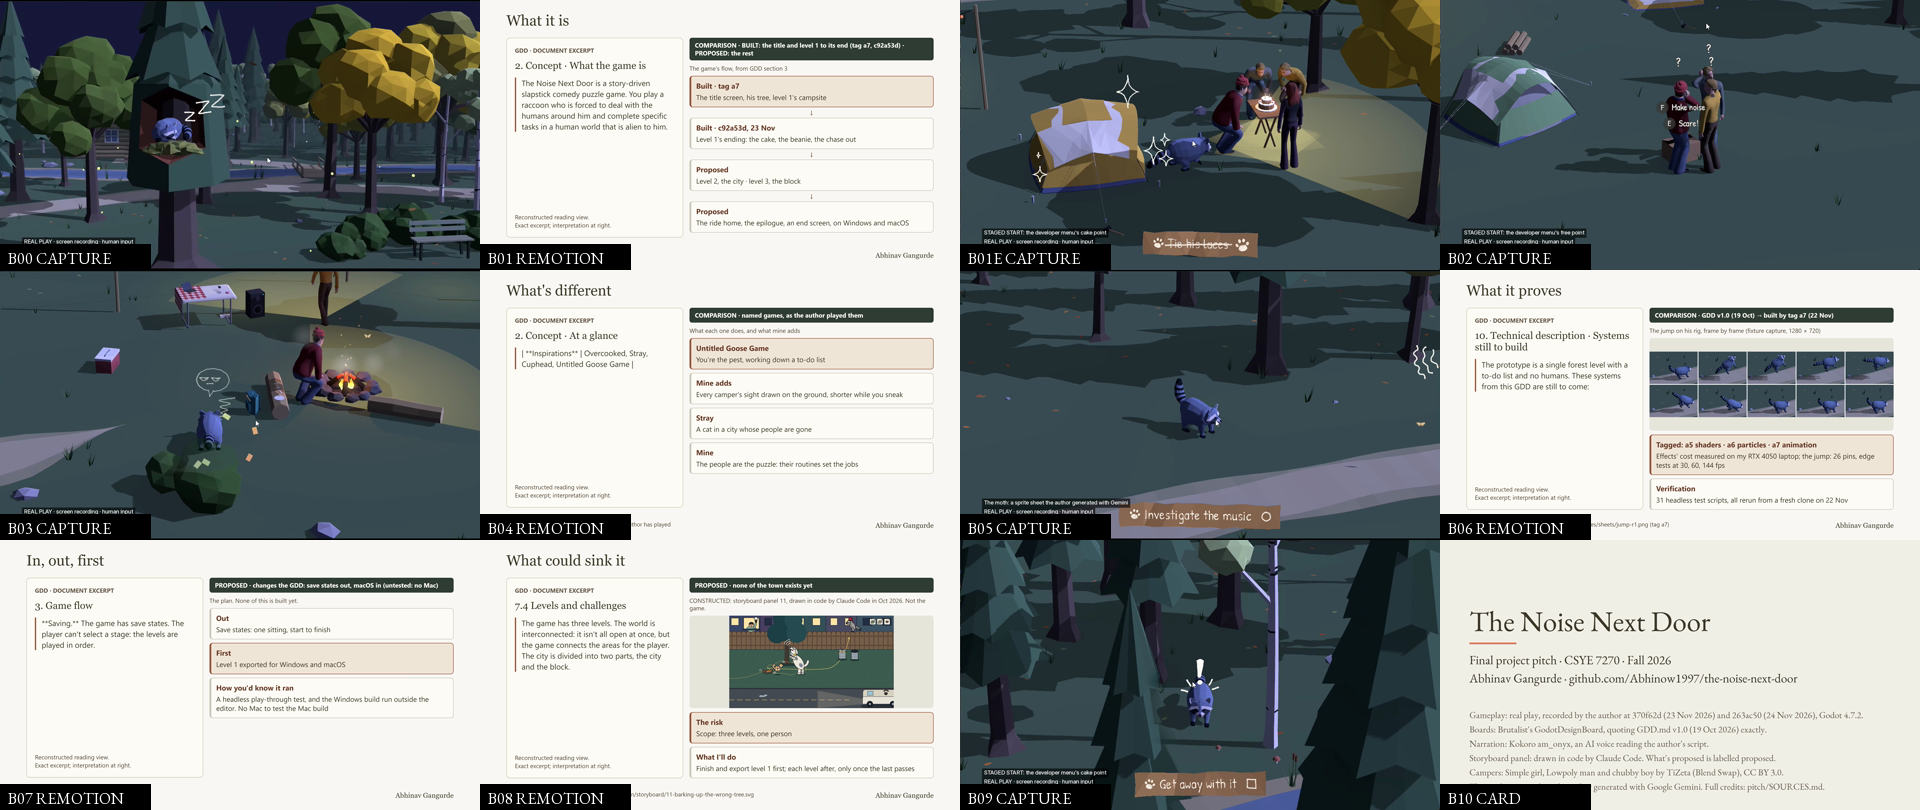 Z Z Z
REAL PLAY · screen recording · human input
B00 CAPTURE
What it is
GDD · DOCUMENT EXCERPT
2. Concept · What the game is
The Noise Next Door is a story-driven
slapstick comedy puzzle game. You play a
raccoon who is forced to deal with the
humans around him and complete specific
tasks in a human world that is alien to him.
Reconstructed reading view.
Exact excerpt; interpretation at right.
COMPARISON · BUILT: the title and level 1 to its end (tag a7, c92a53d) ·
PROPOSED: the rest
The game's flow, from GDD section 3
Built · tag a7
The title screen, his tree, level 1's campsite
↓
Built · c92a53d, 23 Nov
Level 1's ending: the cake, the beanie, the chase out
↓
Proposed
Level 2, the city · level 3, the block
↓
Proposed
The ride home, the epilogue, an end screen, on Windows and macOS
Abhinav Gangurde
B01 REMOTION
STAGED START: the developer menu's cake point
REAL PLAY · screen recording · human input
Tie his laces
B01E CAPTURE
? ?
F Make noise
E Scare!
STAGED START: the developer menu's free point
REAL PLAY · screen recording · human input
B02 CAPTURE
REAL PLAY · screen recording · human input
B03 CAPTURE
What's different
GDD · DOCUMENT EXCERPT
2. Concept · At a glance
| **Inspirations** | Overcooked, Stray,
Cuphead, Untitled Goose Game |
Reconstructed reading view.
Exact excerpt; interpretation at right.
COMPARISON · named games, as the author played them
What each one does, and what mine adds
Untitled Goose Game
You're the pest, working down a to-do list
Mine adds
Every camper's sight drawn on the ground, shorter while you sneak
Stray
A cat in a city whose people are gone
Mine
The people are the puzzle: their routines set the jobs
thor has played
Abhinav Gangurde
B04 REMOTION
The moth: a sprite sheet the author generated with Gemini
REAL PLAY · screen recording · human input
Investigate the music
B05 CAPTURE
What it proves
GDD · DOCUMENT EXCERPT
10. Technical description · Systems
still to build
The prototype is a single forest level with a
to-do list and no humans. These systems
from this GDD are still to come:
Reconstructed reading view.
Exact excerpt; interpretation at right.
COMPARISON · GDD v1.0 (19 Oct) → built by tag a7 (22 Nov)
The jump on his rig, frame by frame (fixture capture, 1280 × 720)
Tagged: a5 shaders · a6 particles · a7 animation
Effects' cost measured on my RTX 4050 laptop; the jump: 26 pins, edge
tests at 30, 60, 144 fps
Verification
31 headless test scripts, all rerun from a fresh clone on 22 Nov
s/sheets/jump-r1.png (tag a7)
Abhinav Gangurde
B06 REMOTION
In, out, first
GDD · DOCUMENT EXCERPT
3. Game flow
**Saving.** The game has save states. The
player can't select a stage: the levels are
played in order.
Reconstructed reading view.
Exact excerpt; interpretation at right.
PROPOSED · changes the GDD: save states out, macOS in (untested: no Mac)
The plan. None of this is built yet.
Out
Save states: one sitting, start to finish
First
Level 1 exported for Windows and macOS
How you'd know it ran
A headless play-through test, and the Windows build run outside the
editor. No Mac to test the Mac build
Abhinav Gangurde
B07 REMOTION
What could sink it
GDD · DOCUMENT EXCERPT
7.4 Levels and challenges
The game has three levels. The world is
interconnected: it isn't all open at once, but
the game connects the areas for the player.
The city is divided into two parts, the city
and the block.
Reconstructed reading view.
Exact excerpt; interpretation at right.
PROPOSED · none of the town exists yet
CONSTRUCTED: storyboard panel 11, drawn in code by Claude Code in Oct 2026. Not the
game.
The risk
Scope: three levels, one person
What I'll do
Finish and export level 1 first; each level after, only once the last passes
/storyboard/11-barking-up-the-wrong-tree.svg
Abhinav Gangurde
B08 REMOTION
!
STAGED START: the developer menu's cake point
REAL PLAY · screen recording · human input
Get away with it
B09 CAPTURE
The Noise Next Door
Final project pitch · CSYE 7270 · Fall 2026
Abhinav Gangurde · github.com/Abhinow1997/the-noise-next-door
Gameplay: real play, recorded by the author at 370f62d (23 Nov 2026) and 263ac50 (24 Nov 2026), Godot 4.7.2.
Boards: Brutalist's GodotDesignBoard, quoting GDD.md v1.0 (19 Oct 2026) exactly.
Narration: Kokoro am_onyx, an AI voice reading the author's script.
Storyboard panel: drawn in code by Claude Code. What's proposed is labelled proposed.
Campers: Simple girl, Lowpoly man and chubby boy by TiZeta (Blend Swap), CC BY 3.0.
generated with Google Gemini. Full credits: pitch/SOURCES.md.
B10 CARD